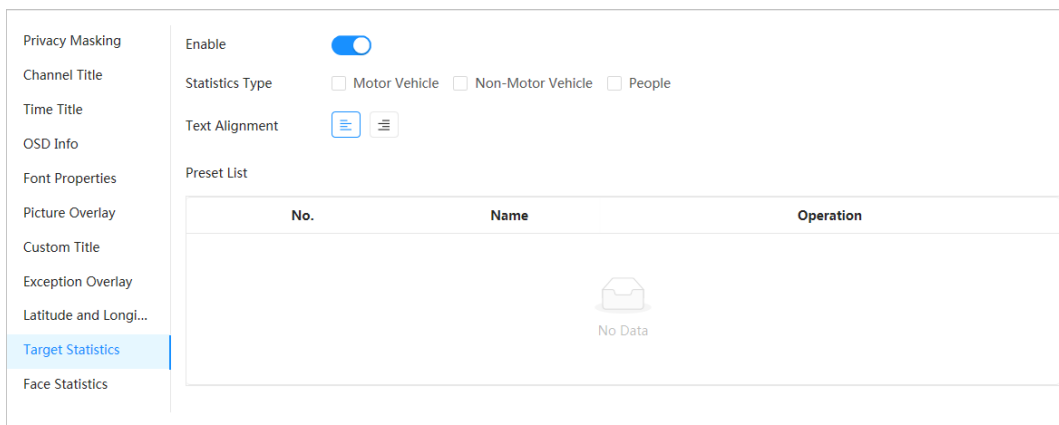 Privacy Masking
Channel Title
Time Title
OSD Info
Font Properties
Picture Overlay
Custom Title
Exception Overlay
Latitude and Longi...
Target Statistics
Face Statistics
Enable
Statistics Type Motor Vehicle Non-Motor Vehicle People
Text Alignment
Preset List
No. Name Operation
No Data